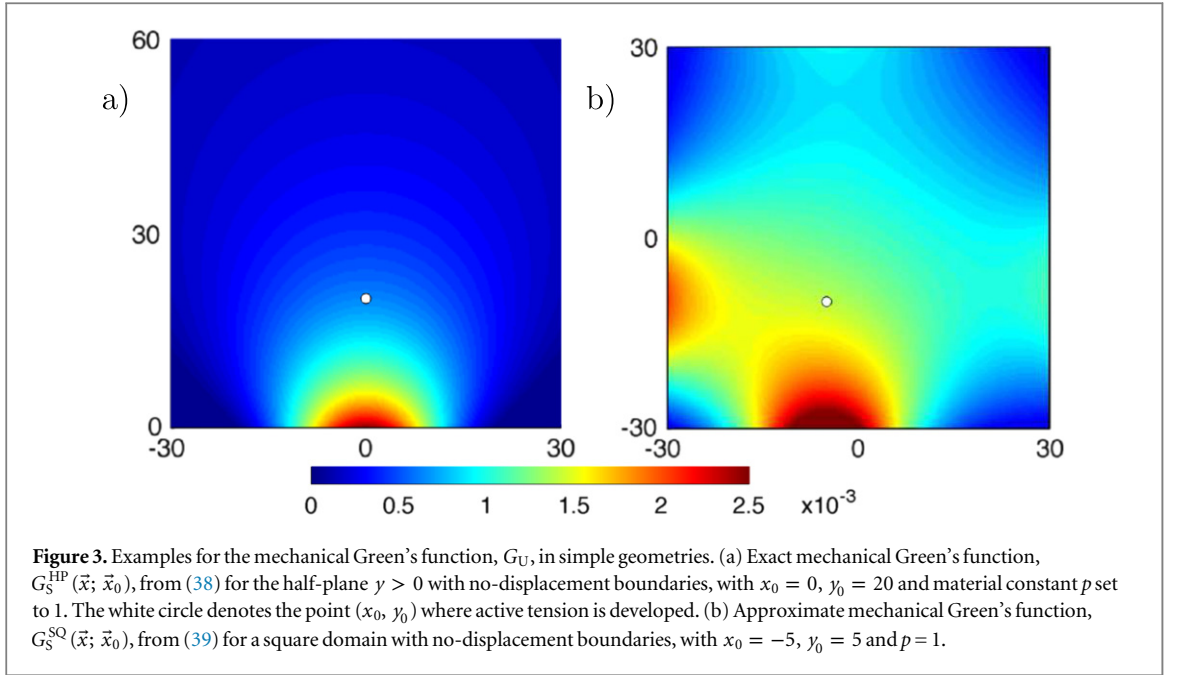 60
30
0
-30
0
30
a)
30
0
-30
-30
0
30
b)
0 0.5 1 1.5 2 2.5 x10^-3
Figure 3. Examples for the mechanical Green's function, G_U, in simple geometries. (a) Exact mechanical Green's function,
G_S^HP (x⃗; x⃗_0), from (38) for the half-plane y > 0 with no-displacement boundaries, with x_0 = 0, y_0 = 20 and material constant p set
to 1. The white circle denotes the point (x_0, y_0) where active tension is developed. (b) Approximate mechanical Green's function,
G_S^SQ (x⃗; x⃗_0), from (39) for a square domain with no-displacement boundaries, with x_0 = −5, y_0 = 5 and p = 1.